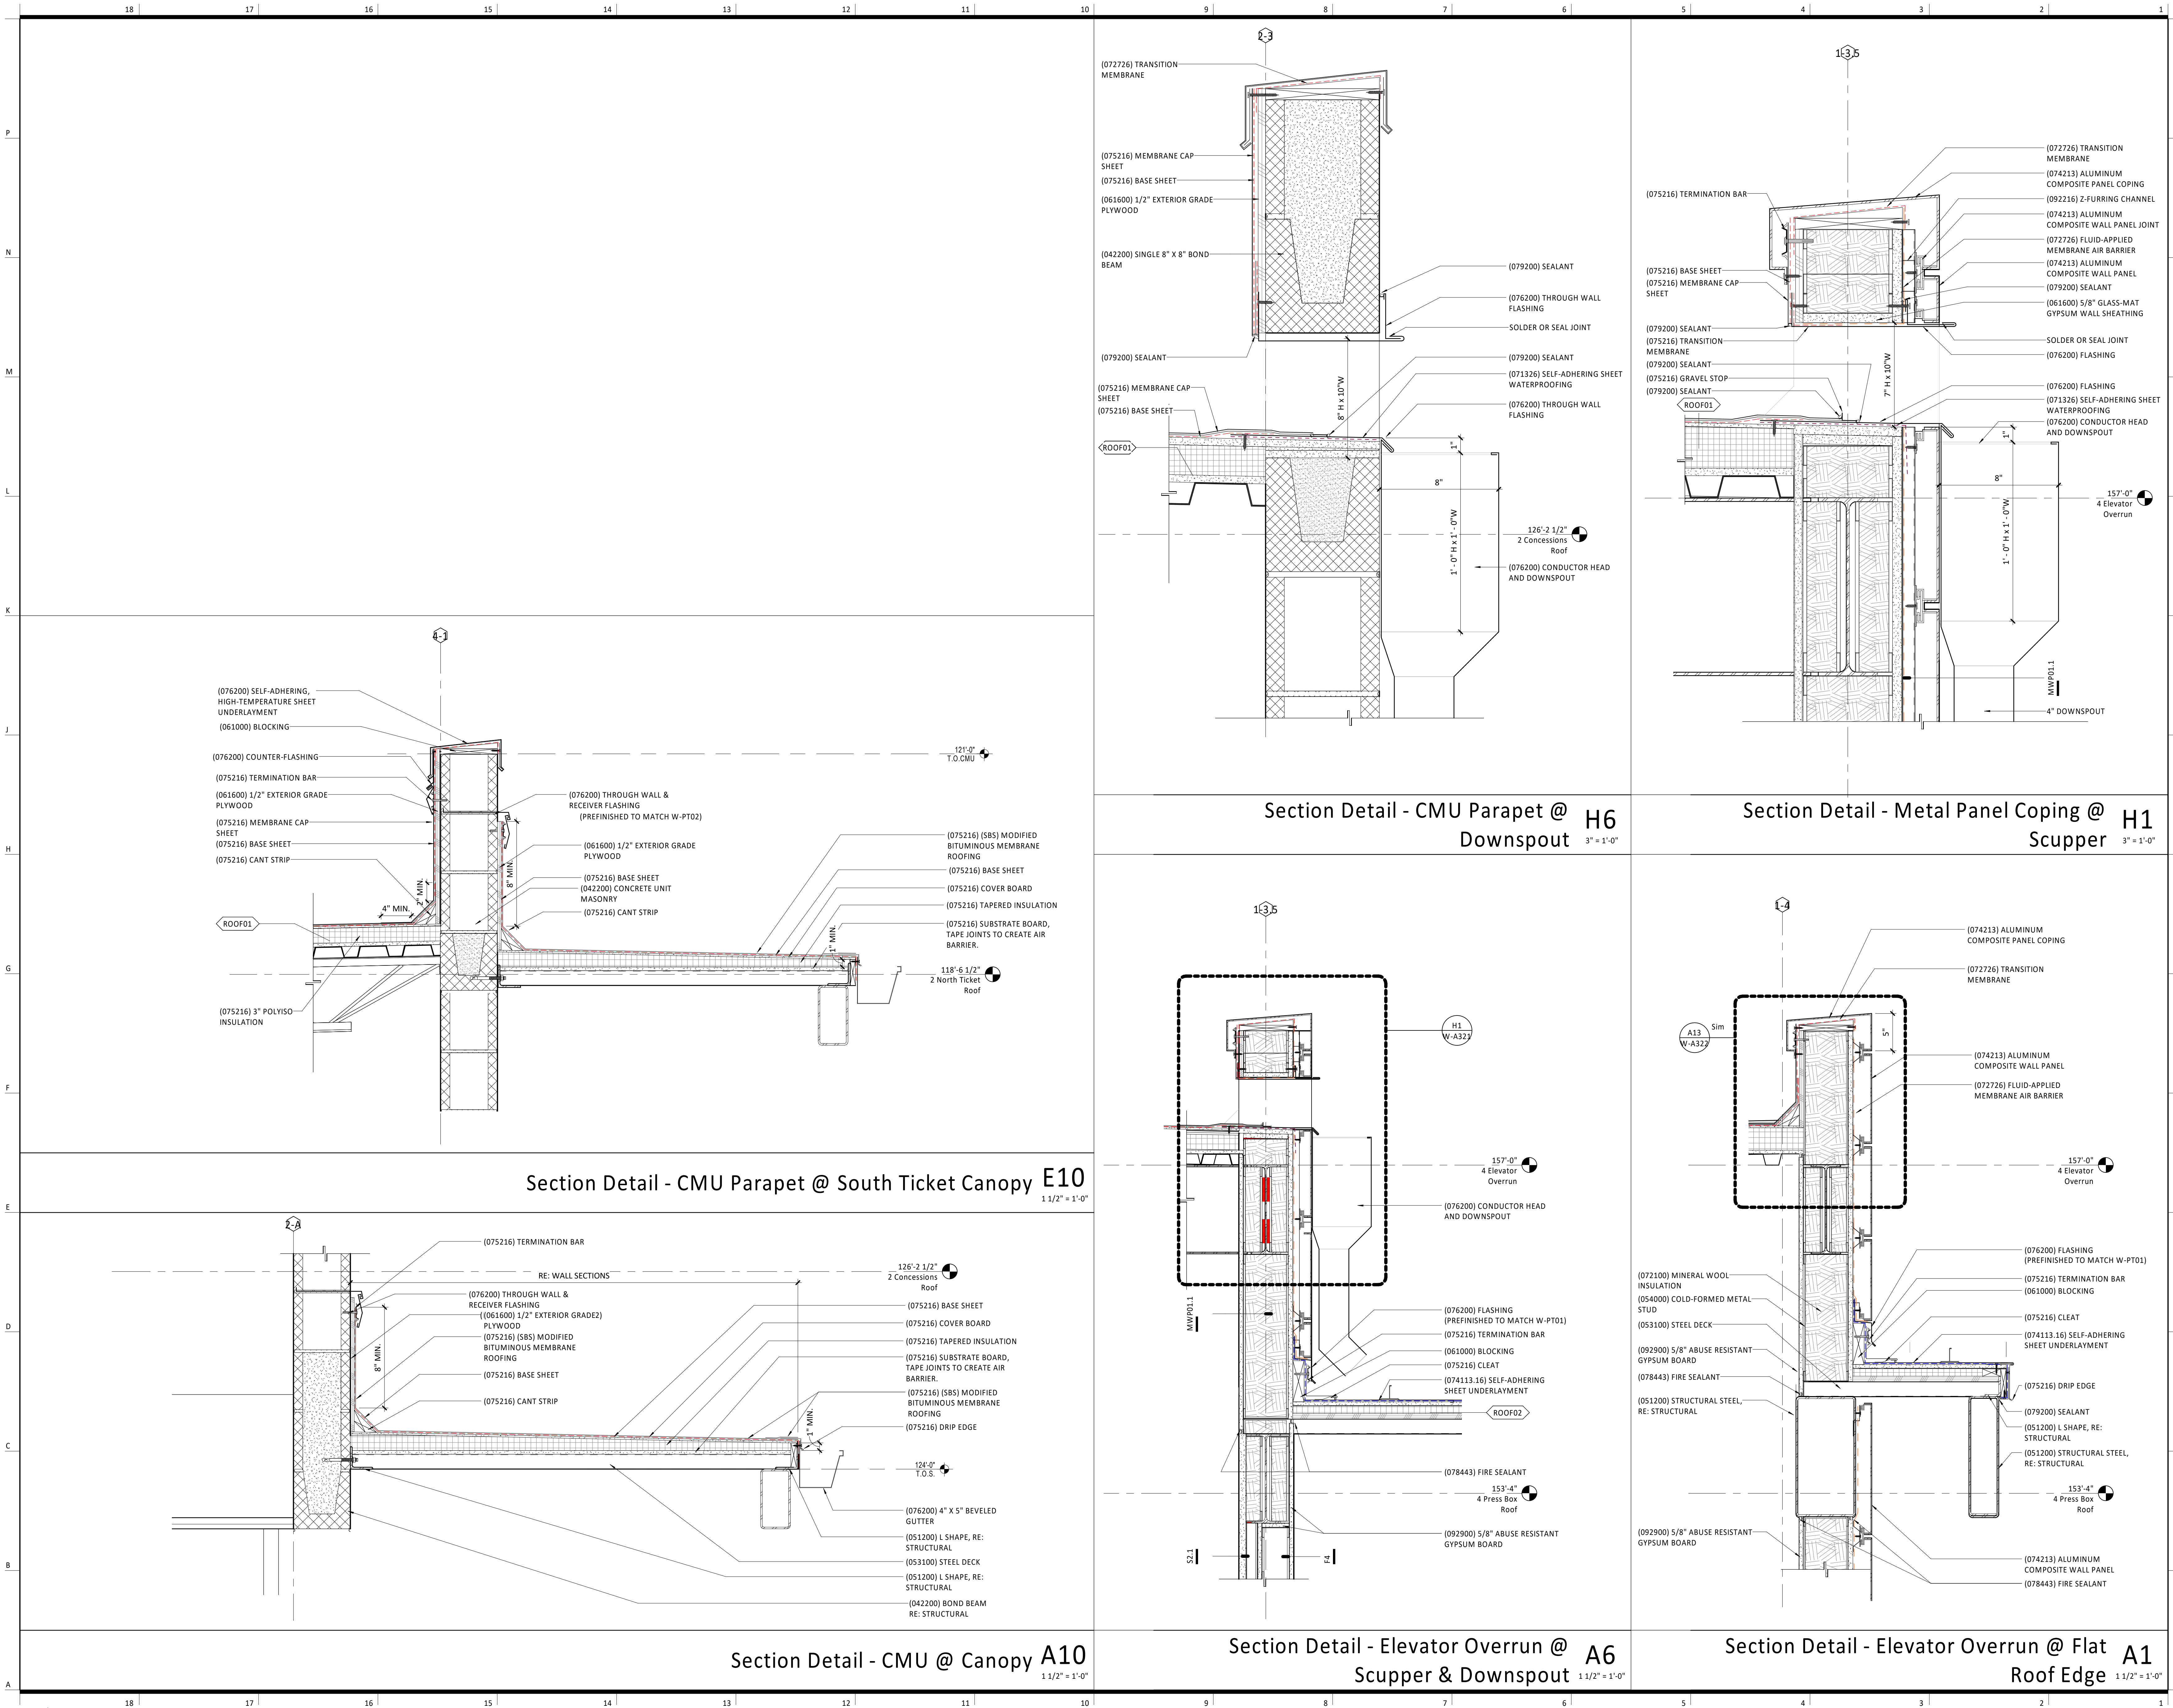 18 17 16 15 14 13 12 11 10 9 8 7 6 5 4 3 2 1
P
N
M
L
K
J
H
G
F
E
D
C
B
A
2-3
(072726) TRANSITION
MEMBRANE
(075216) MEMBRANE CAP
SHEET
(075216) BASE SHEET
(061600) 1/2" EXTERIOR GRADE
PLYWOOD
(042200) SINGLE 8" X 8" BOND
BEAM
(079200) SEALANT
(075216) MEMBRANE CAP
SHEET
(075216) BASE SHEET
ROOF01
(079200) SEALANT
(076200) THROUGH WALL
FLASHING
SOLDER OR SEAL JOINT
(079200) SEALANT
(071326) SELF-ADHERING SHEET
WATERPROOFING
(076200) THROUGH WALL
FLASHING
8" H x 10"W
1"
8"
1' - 0" H x 1' - 0"W
126'-2 1/2"
2 Concessions
Roof
(076200) CONDUCTOR HEAD
AND DOWNSPOUT
Section Detail - CMU Parapet @
Downspout
H6
3" = 1'-0"
1-3.5
(075216) TERMINATION BAR
(075216) BASE SHEET
(075216) MEMBRANE CAP
SHEET
(079200) SEALANT
(075216) TRANSITION
MEMBRANE
(079200) SEALANT
(075216) GRAVEL STOP
(079200) SEALANT
ROOF01
(072726) TRANSITION
MEMBRANE
(074213) ALUMINUM
COMPOSITE PANEL COPING
(092216) Z-FURRING CHANNEL
(074213) ALUMINUM
COMPOSITE WALL PANEL JOINT
(072726) FLUID-APPLIED
MEMBRANE AIR BARRIER
(074213) ALUMINUM
COMPOSITE WALL PANEL
(079200) SEALANT
(061600) 5/8" GLASS-MAT
GYPSUM WALL SHEATHING
SOLDER OR SEAL JOINT
(076200) FLASHING
(076200) FLASHING
(071326) SELF-ADHERING SHEET
WATERPROOFING
(076200) CONDUCTOR HEAD
AND DOWNSPOUT
7" H x 10"W
1"
8"
1' - 0" H x 1' - 0"W
157'-0"
4 Elevator
Overrun
MWP01.1
4" DOWNSPOUT
Section Detail - Metal Panel Coping @
Scupper
H1
3" = 1'-0"
4-1
(076200) SELF-ADHERING,
HIGH-TEMPERATURE SHEET
UNDERLAYMENT
(061000) BLOCKING
(076200) COUNTER-FLASHING
(075216) TERMINATION BAR
(061600) 1/2" EXTERIOR GRADE
PLYWOOD
(075216) MEMBRANE CAP
SHEET
(075216) BASE SHEET
(075216) CANT STRIP
4" MIN.
2" MIN.
ROOF01
(075216) 3" POLYISO
INSULATION
121'-0"
T.O.CMU
(076200) THROUGH WALL &
RECEIVER FLASHING
(PREFINISHED TO MATCH W-PT02)
(061600) 1/2" EXTERIOR GRADE
PLYWOOD
8" MIN.
(075216) BASE SHEET
(042200) CONCRETE UNIT
MASONRY
(075216) CANT STRIP
(075216) (SBS) MODIFIED
BITUMINOUS MEMBRANE
ROOFING
(075216) BASE SHEET
(075216) COVER BOARD
(075216) TAPERED INSULATION
(075216) SUBSTRATE BOARD,
TAPE JOINTS TO CREATE AIR
BARRIER.
1" MIN.
118'-6 1/2"
2 North Ticket
Roof
Section Detail - CMU Parapet @ South Ticket Canopy
E10
1 1/2" = 1'-0"
2-A
(075216) TERMINATION BAR
RE: WALL SECTIONS
(076200) THROUGH WALL &
RECEIVER FLASHING
((061600) 1/2" EXTERIOR GRADE2)
PLYWOOD
(075216) (SBS) MODIFIED
BITUMINOUS MEMBRANE
ROOFING
8" MIN.
(075216) BASE SHEET
(075216) CANT STRIP
126'-2 1/2"
2 Concessions
Roof
(075216) BASE SHEET
(075216) COVER BOARD
(075216) TAPERED INSULATION
(075216) SUBSTRATE BOARD,
TAPE JOINTS TO CREATE AIR
BARRIER.
(075216) (SBS) MODIFIED
BITUMINOUS MEMBRANE
ROOFING
(075216) DRIP EDGE
1" MIN.
124'-0"
T.O.S.
(076200) 4" X 5" BEVELED
GUTTER
(051200) L SHAPE, RE:
STRUCTURAL
(053100) STEEL DECK
(051200) L SHAPE, RE:
STRUCTURAL
(042200) BOND BEAM
RE: STRUCTURAL
Section Detail - CMU @ Canopy
A10
1 1/2" = 1'-0"
1-3.5
H1
W-A321
157'-0"
4 Elevator
Overrun
(076200) CONDUCTOR HEAD
AND DOWNSPOUT
MWP01.1
(076200) FLASHING
(PREFINISHED TO MATCH W-PT01)
(075216) TERMINATION BAR
(061000) BLOCKING
(075216) CLEAT
(074113.16) SELF-ADHERING
SHEET UNDERLAYMENT
ROOF02
(078443) FIRE SEALANT
153'-4"
4 Press Box
Roof
(092900) 5/8" ABUSE RESISTANT
GYPSUM BOARD
S2.1
F4
Section Detail - Elevator Overrun @
Scupper & Downspout
A6
1 1/2" = 1'-0"
1-4
(074213) ALUMINUM
COMPOSITE PANEL COPING
(072726) TRANSITION
MEMBRANE
A13
W-A322
Sim
5"
(074213) ALUMINUM
COMPOSITE WALL PANEL
(072726) FLUID-APPLIED
MEMBRANE AIR BARRIER
157'-0"
4 Elevator
Overrun
(072100) MINERAL WOOL
INSULATION
(054000) COLD-FORMED METAL
STUD
(053100) STEEL DECK
(092900) 5/8" ABUSE RESISTANT
GYPSUM BOARD
(078443) FIRE SEALANT
(051200) STRUCTURAL STEEL,
RE: STRUCTURAL
(092900) 5/8" ABUSE RESISTANT
GYPSUM BOARD
(076200) FLASHING
(PREFINISHED TO MATCH W-PT01)
(075216) TERMINATION BAR
(061000) BLOCKING
(075216) CLEAT
(074113.16) SELF-ADHERING
SHEET UNDERLAYMENT
(075216) DRIP EDGE
(079200) SEALANT
(051200) L SHAPE, RE:
STRUCTURAL
(051200) STRUCTURAL STEEL,
RE: STRUCTURAL
153'-4"
4 Press Box
Roof
(074213) ALUMINUM
COMPOSITE WALL PANEL
(078443) FIRE SEALANT
Section Detail - Elevator Overrun @ Flat
Roof Edge
A1
1 1/2" = 1'-0"
18 17 16 15 14 13 12 11 10 9 8 7 6 5 4 3 2 1